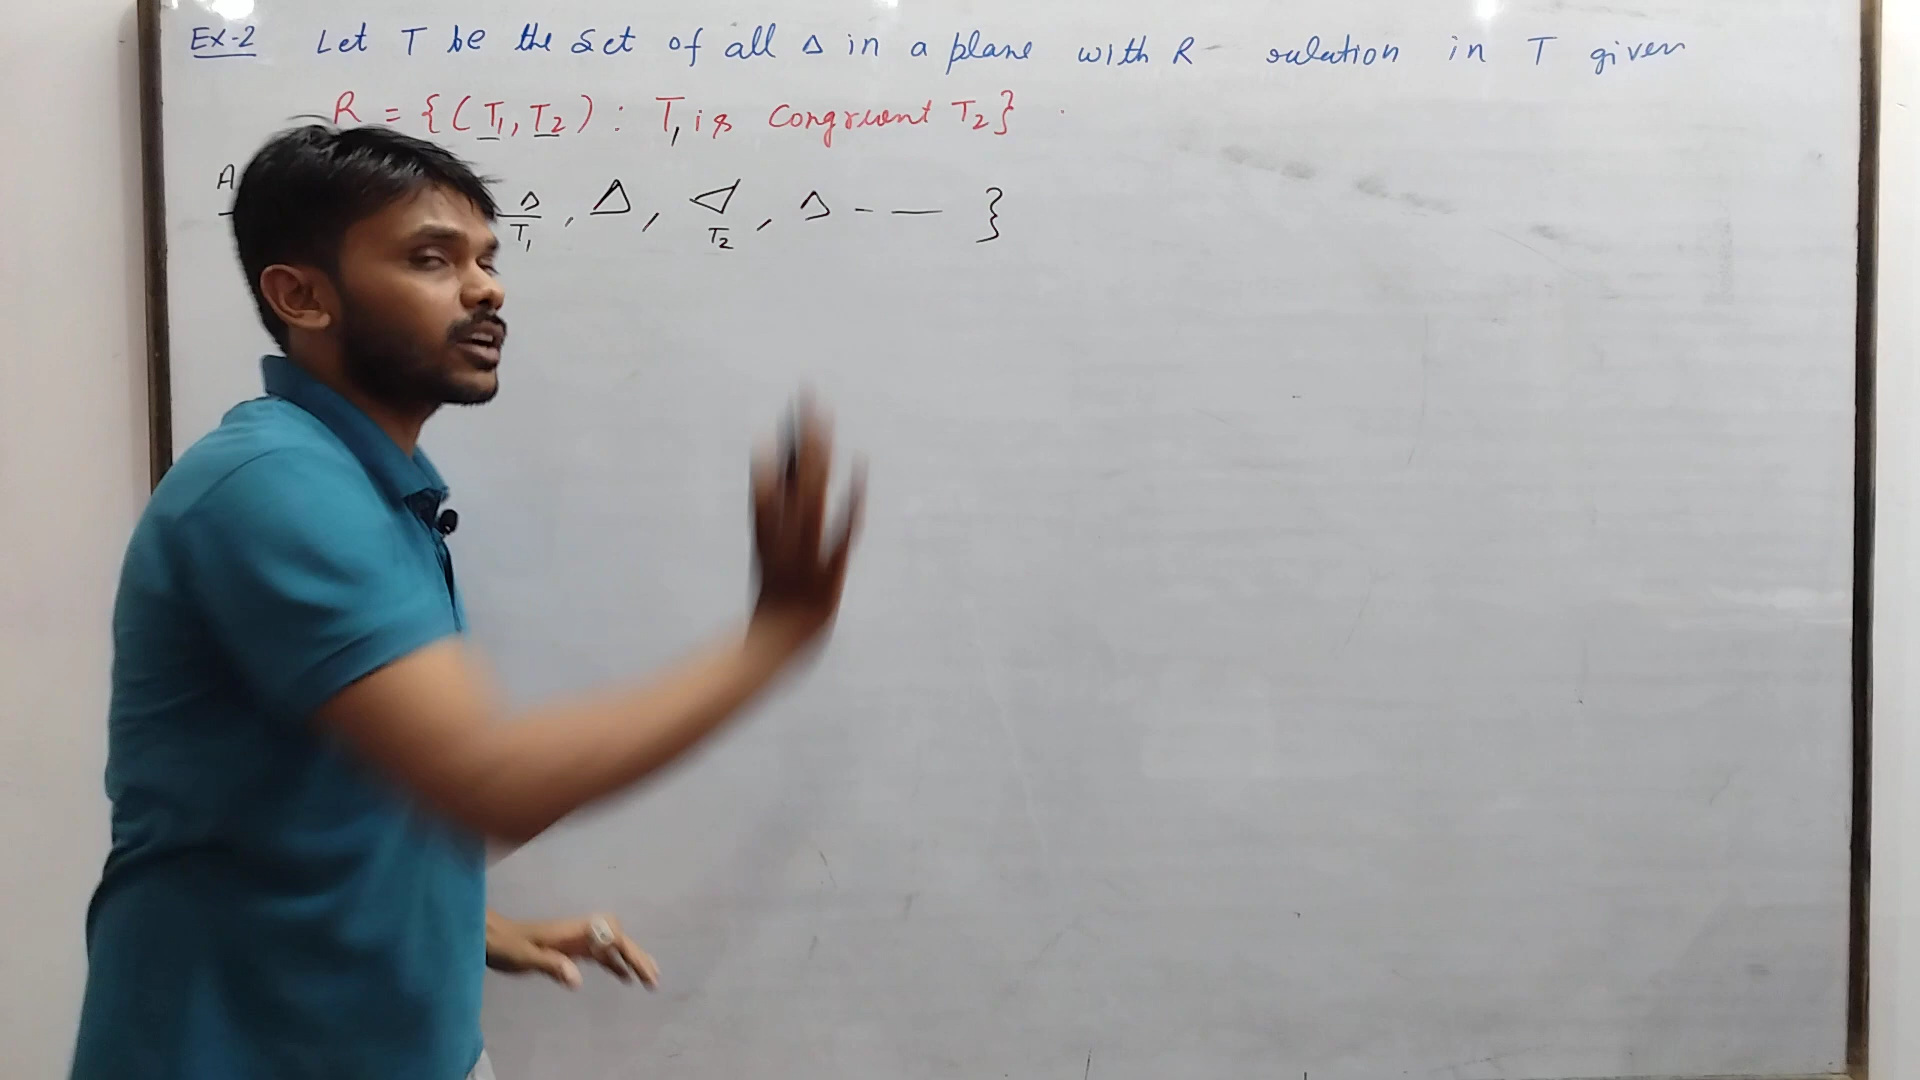 Ex-2 Let T be the set of all Δ in a plane with R - relation in T given
R = {(T₁, T₂) : T₁ is congruent T₂}
A Δ, Δ, Δ, Δ - — }
T₁ T₂